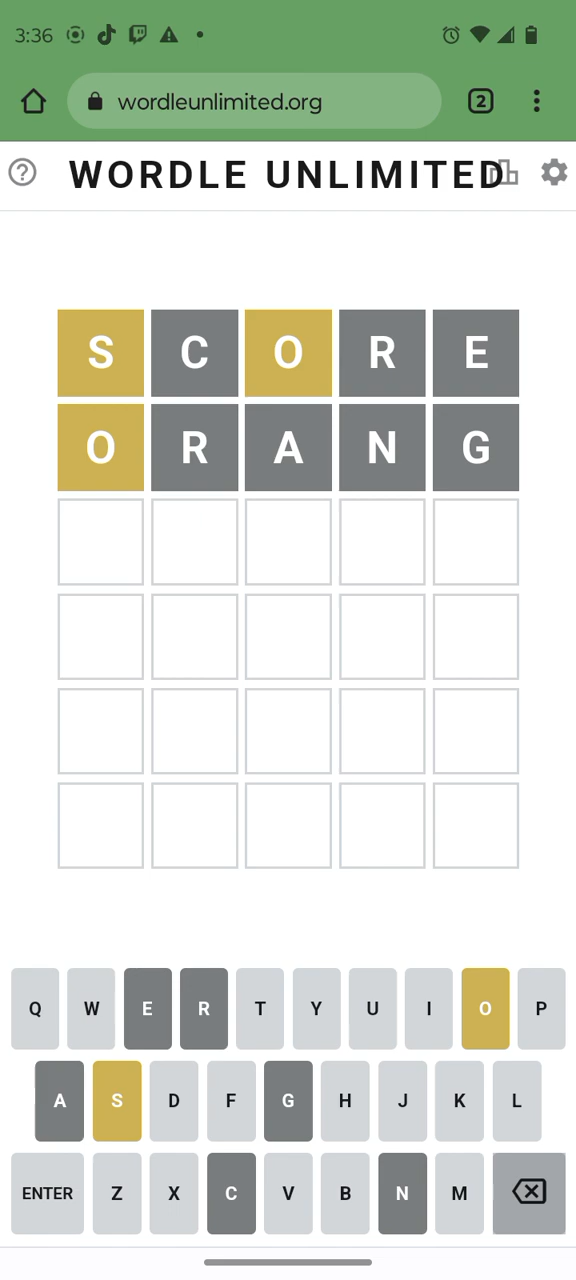 3:36
wordleunlimited.org 2
WORDLE UNLIMITED
S C O R E
O R A N G
Q W E R T Y U I O P
A S D F G H J K L
ENTER Z X C V B N M